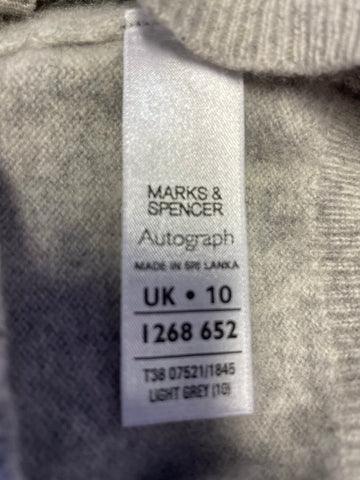 MARKS &
SPENCER
Autograph
MADE IN SRI LANKA
UK • 10
1268 652
T38 07521/1845
LIGHT GREY (10)